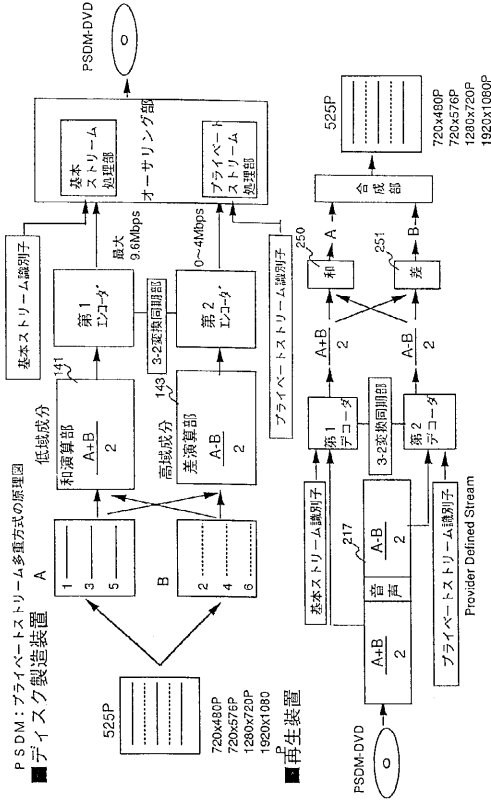 PSDM:プライベートストリーム多重方式の原理図
■ディスク製造装置
525P
720x480P
720x576P
1280x720P
1920x1080
P
A
1
3
5
B
2
4
6
低域成分
141
和演算部
A+B
2
高域成分
143
差演算部
A-B
2
基本ストリーム識別子
第1
エンコーダ
3-2変換同期部
第2
エンコーダ
プライベートストリーム識別子
最大
9.6Mbps
0~4Mbps
基本
ストリーム
処理部
オーサリング部
プライベート
ストリーム
処理部
PSDM-DVD
■再生装置
PSDM-DVD
A+B
2
音声
217
A-B
2
基本ストリーム識別子
プライベートストリーム識別子
Provider Defined Stream
第1
デコーダ
3-2変換同期部
第2
デコーダ
A+B
2
A-B
2
250
和
251
差
A
B
合成部
525P
720x480P
720x576P
1280x720P
1920x1080P